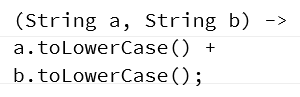 (String a, String b) ->
a.toLowerCase() +
b.toLowerCase();